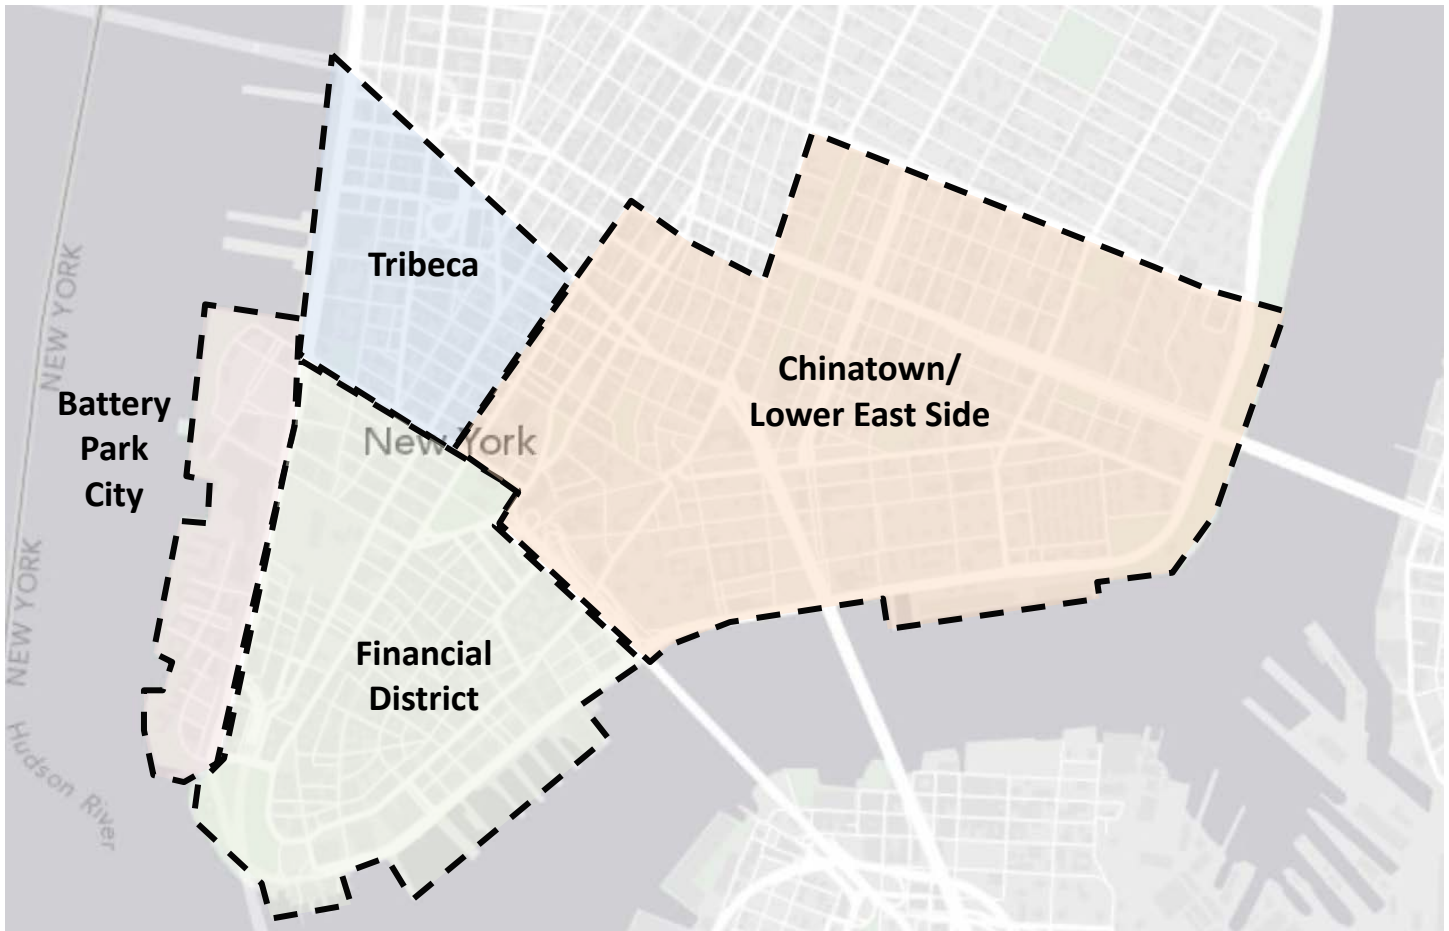 NEW YORK
Tribeca
Chinatown/
Lower East Side
Battery
Park
City
New York
NEW YORK
Financial
District
Hudson River